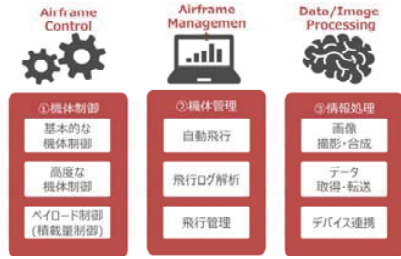 Airframe
Control
Airframe
Managemen
t
Data/Image
Processing
①機体制御
基本的な
機体制御
高度な
機体制御
ペイロード制御
(積載量制御)
②機体管理
自動飛行
飛行ログ解析
飛行管理
③情報処理
画像
撮影・合成
データ
取得・転送
デバイス連携